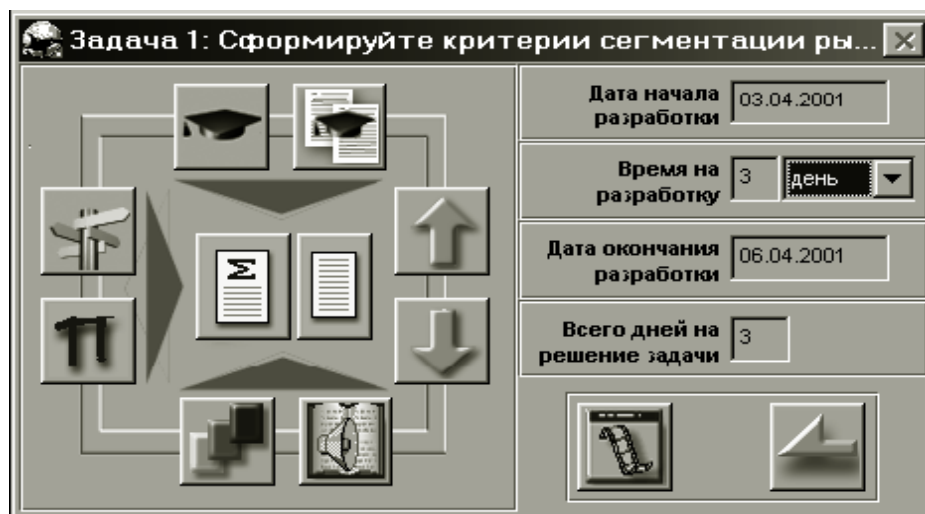 Задача 1: Сформируйте критерии сегментации ры...
Дата начала
разработки
03.04.2001
Время на
разработку
3
день
Дата окончания
разработки
06.04.2001
Всего дней на
решение задачи
3
Σ